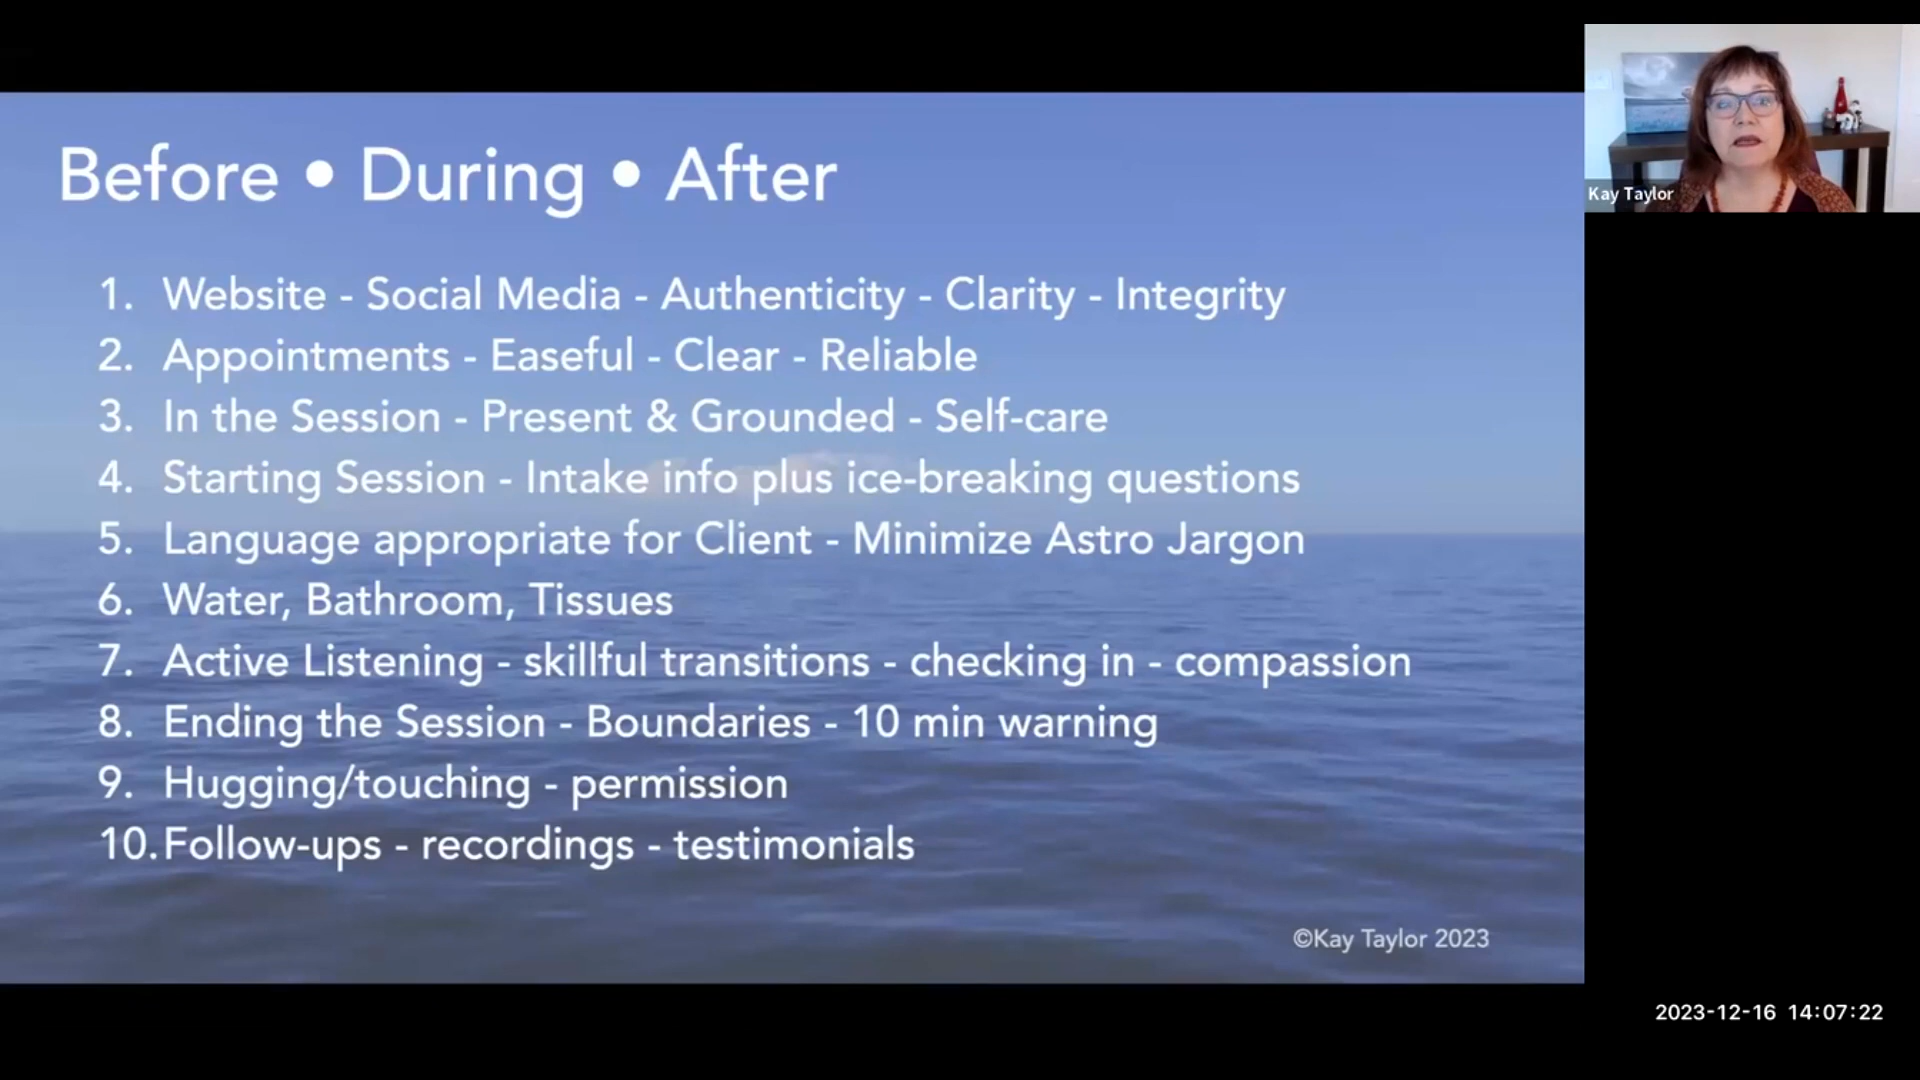 Before • During • After
1. Website - Social Media - Authenticity - Clarity - Integrity
2. Appointments - Easeful - Clear - Reliable
3. In the Session - Present & Grounded - Self-care
4. Starting Session - Intake info plus ice-breaking questions
5. Language appropriate for Client - Minimize Astro Jargon
6. Water, Bathroom, Tissues
7. Active Listening - skillful transitions - checking in - compassion
8. Ending the Session - Boundaries - 10 min warning
9. Hugging/touching - permission
10. Follow-ups - recordings - testimonials
©Kay Taylor 2023
Kay Taylor
2023-12-16 14:07:22